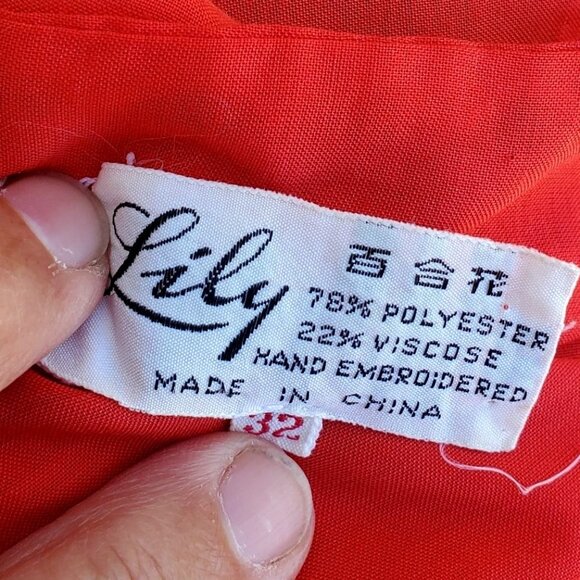 Lily
百合花
78% POLYESTER
22% VISCOSE
HAND EMBROIDERED
MADE IN CHINA
32